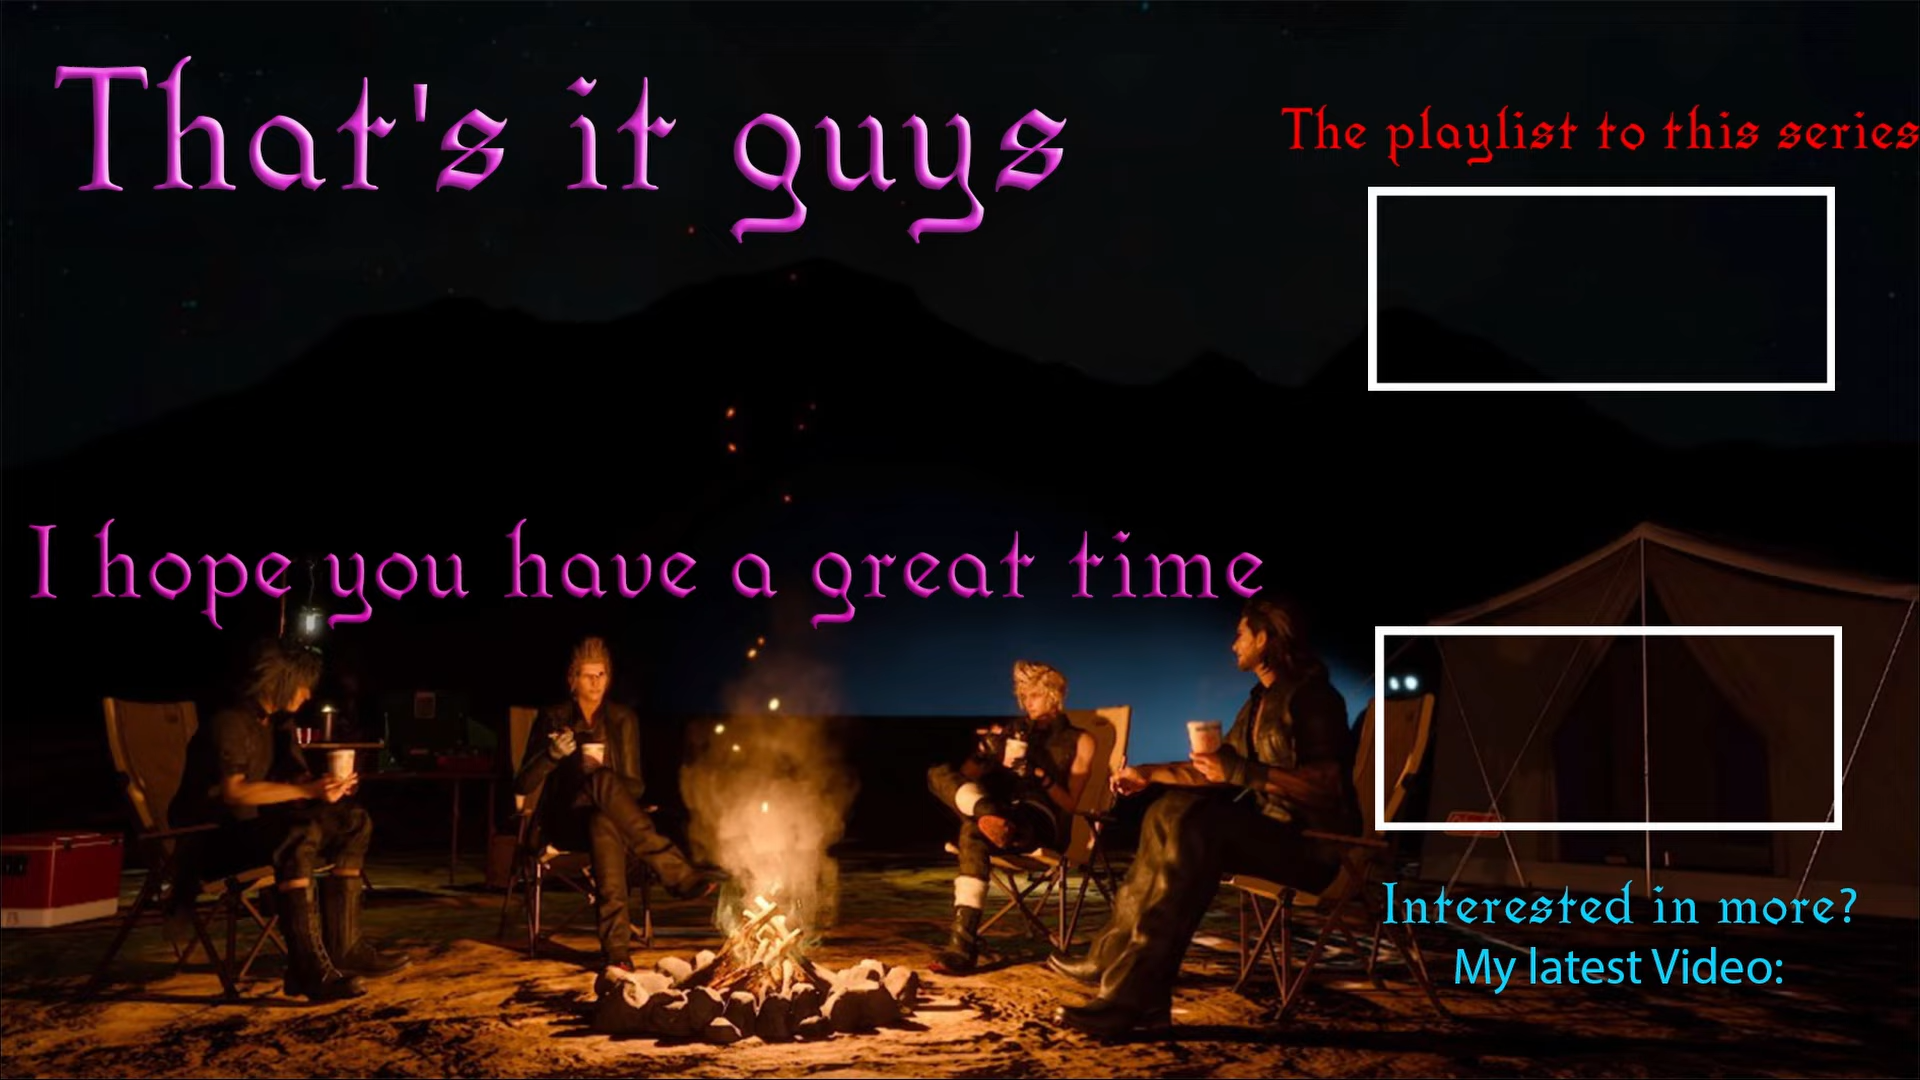 That's it guys
The playlist to this series
I hope you have a great time
Interested in more?
My latest Video: